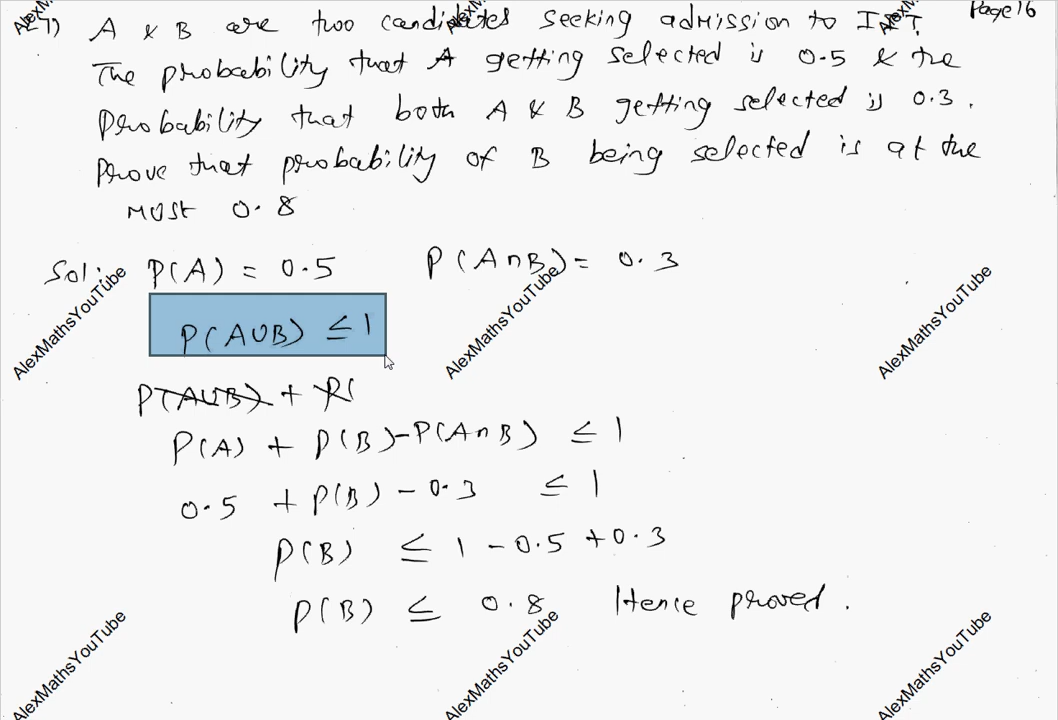 Page 16
7) A & B are two candidates seeking admission to
The probability that A getting selected is 0.5 & the
probability that both A & B getting selected is 0.3.
Prove that probability of B being selected is at the
most 0.8
Sol: P(A) = 0.5 P(A∩B) = 0.3
P(A∪B) ≤ 1
P(A∪B) + P(
P(A) + P(B) - P(A∩B) ≤ 1
0.5 + P(B) - 0.3 ≤ 1
P(B) ≤ 1 - 0.5 + 0.3
P(B) ≤ 0.8 Hence proved.
AlexMathsYouTube
AlexMathsYouTube
AlexMathsYouTube
AlexMathsYouTube
AlexMathsYouTube
AlexMathsYouTube